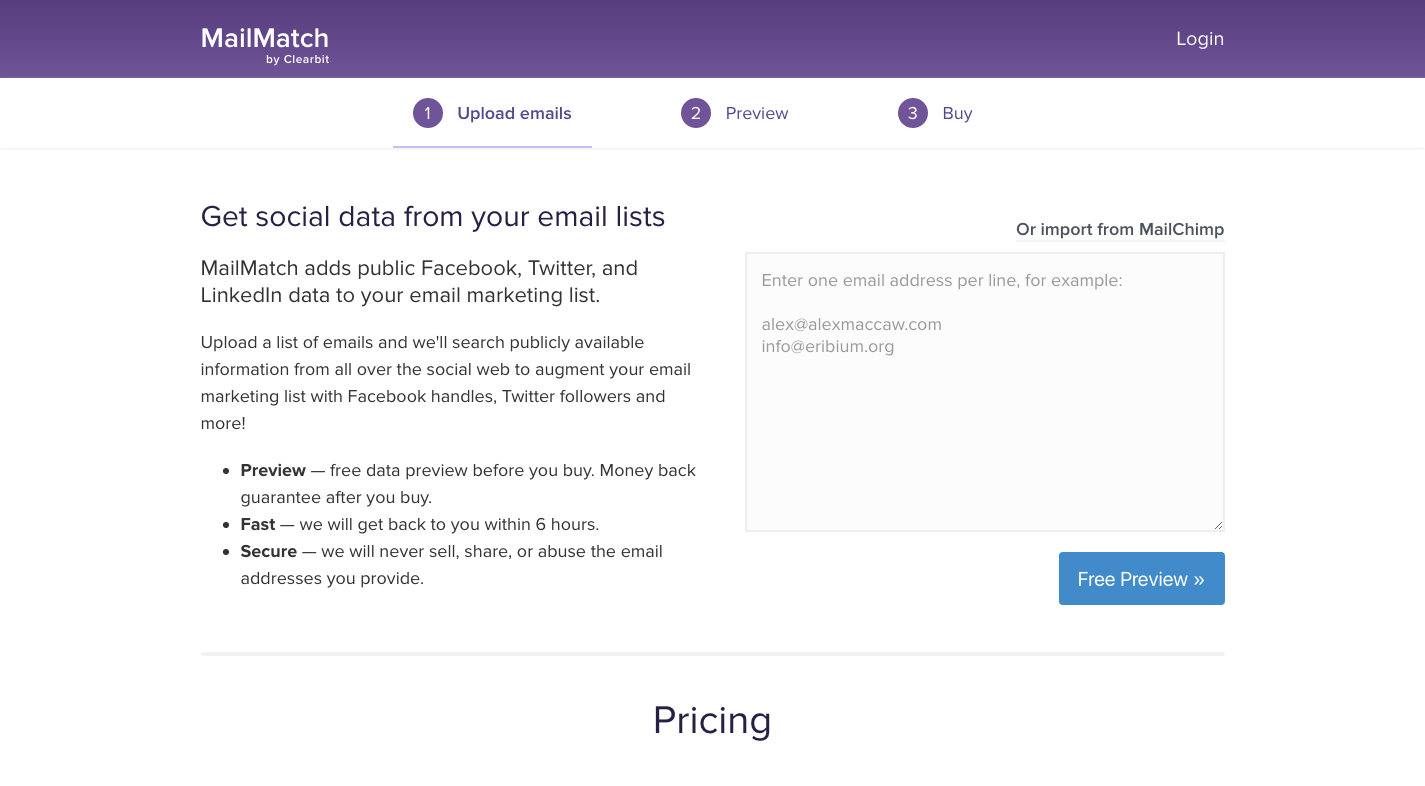 MailMatch
by Clearbit
Login
1 Upload emails
2 Preview
3 Buy
Get social data from your email lists
MailMatch adds public Facebook, Twitter, and
LinkedIn data to your email marketing list.
Upload a list of emails and we'll search publicly available
information from all over the social web to augment your email
marketing list with Facebook handles, Twitter followers and
more!
• Preview — free data preview before you buy. Money back
guarantee after you buy.
• Fast — we will get back to you within 6 hours.
• Secure — we will never sell, share, or abuse the email
addresses you provide.
Or import from MailChimp
Enter one email address per line, for example:
alex@alexmaccaw.com
info@eribium.org
Free Preview »
Pricing